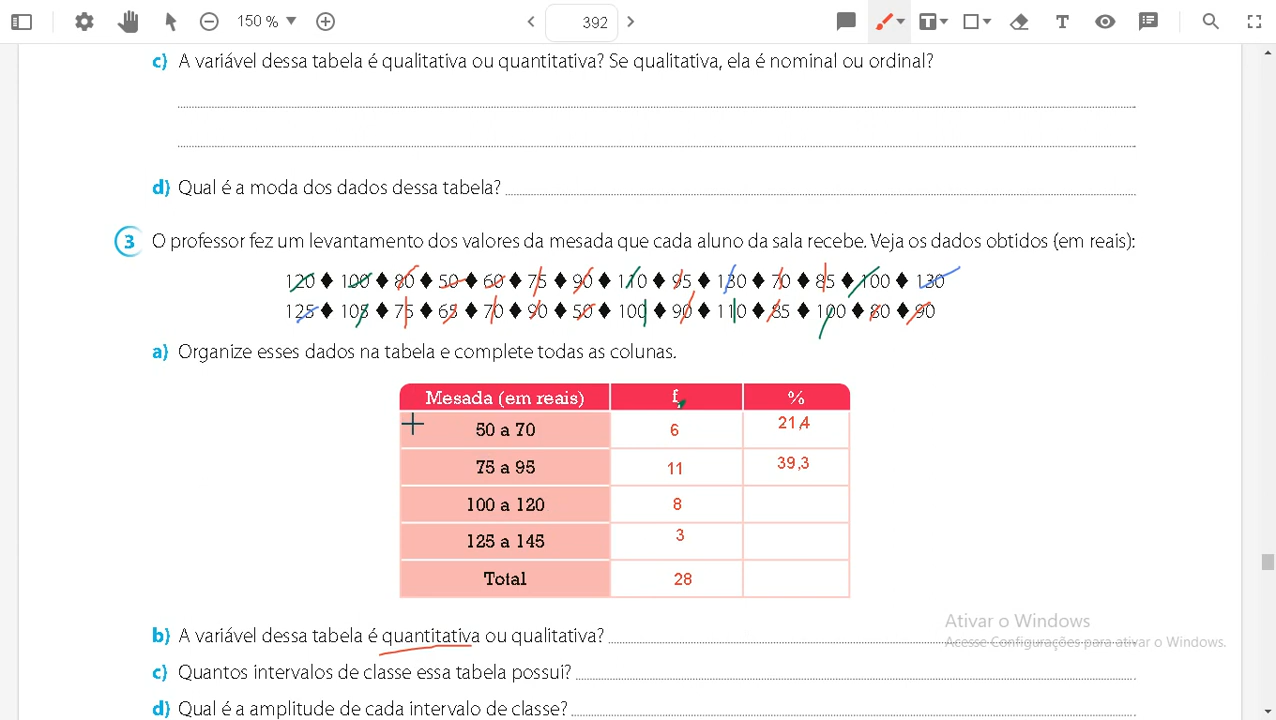 150 %
392
T
c) A variável dessa tabela é qualitativa ou quantitativa? Se qualitativa, ela é nominal ou ordinal?
d) Qual é a moda dos dados dessa tabela?
3 O professor fez um levantamento dos valores da mesada que cada aluno da sala recebe. Veja os dados obtidos (em reais):
120 ♦ 100 ♦ 80 ♦ 50 ♦ 60 ♦ 75 ♦ 90 ♦ 110 ♦ 95 ♦ 130 ♦ 70 ♦ 85 ♦ 100 ♦ 130
125 ♦ 105 ♦ 75 ♦ 65 ♦ 70 ♦ 90 ♦ 50 ♦ 100 ♦ 90 ♦ 110 ♦ 85 ♦ 100 ♦ 80 ♦ 90
a) Organize esses dados na tabela e complete todas as colunas.
Mesada (em reais) f %
50 a 70 6 21,4
75 a 95 11 39,3
100 a 120 8
125 a 145 3
Total 28
b) A variável dessa tabela é quantitativa ou qualitativa?
Ativar o Windows
Acesse Configurações para ativar o Windows.
c) Quantos intervalos de classe essa tabela possui?
d) Qual é a amplitude de cada intervalo de classe?